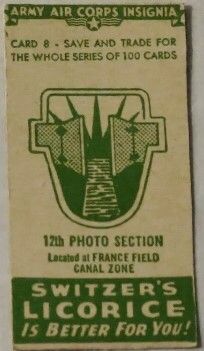 ARMY AIR CORPS INSIGNIA
CARD 8 - SAVE AND TRADE FOR
THE WHOLE SERIES OF 100 CARDS
12th PHOTO SECTION
Located at FRANCE FIELD
CANAL ZONE
SWITZER'S
LICORICE
IS BETTER FOR YOU!